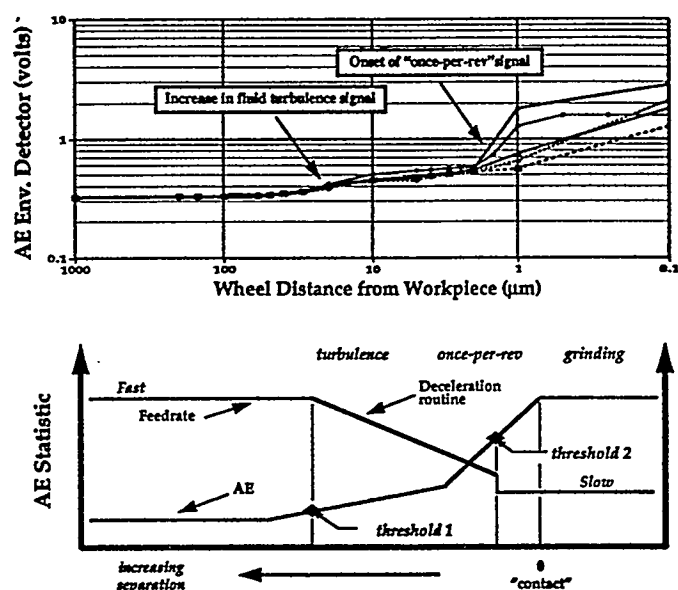 AE Env. Detector (volts)
10
1
0.1
Onset of "once-per-rev" signal
Increase in fluid turbulence signal
1000
100
10
1
0.1
Wheel Distance from Workpiece (μm)
turbulence
once-per-rev
grinding
AE Statistic
Fast
Feedrate
Deceleration
routine
threshold 2
AE
Slow
threshold 1
increasing
separation
0
"contact"